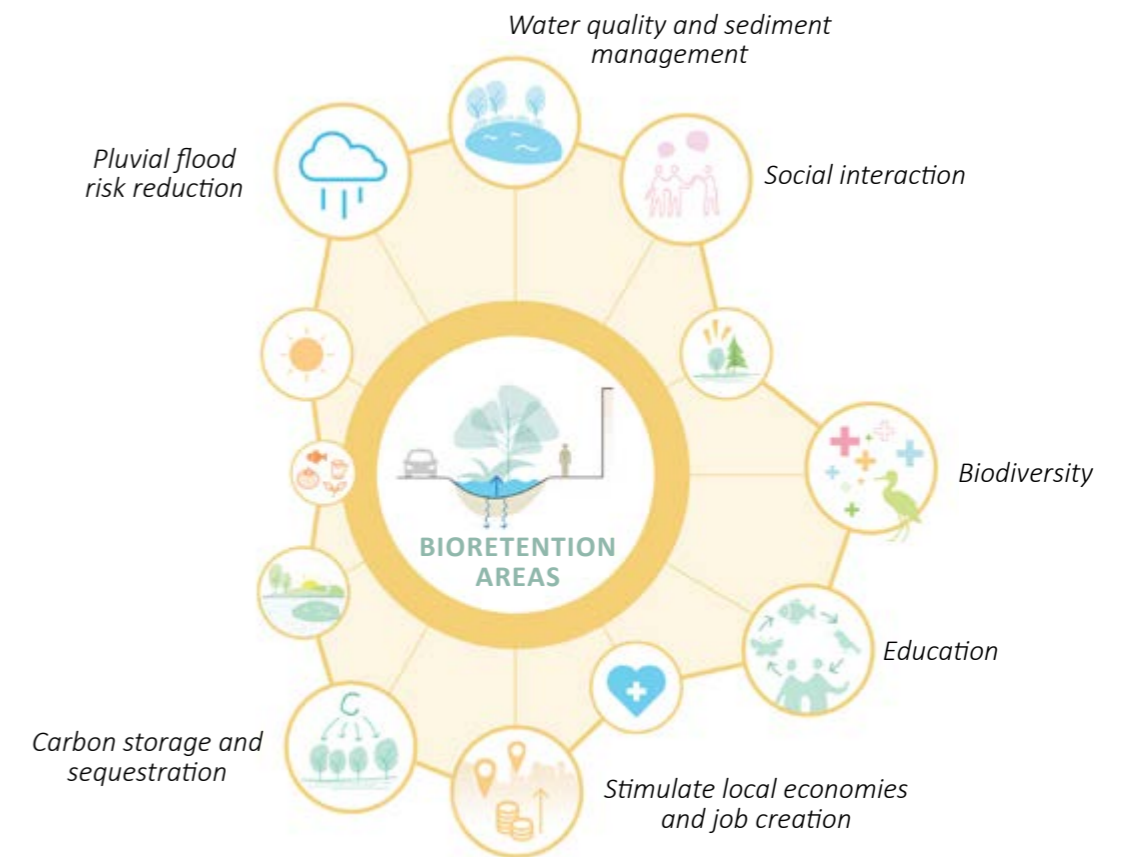 Water quality and sediment
management
Pluvial flood
risk reduction
Social interaction
Biodiversity
BIORETENTION
AREAS
Education
Carbon storage and
sequestration
C
Stimulate local economies
and job creation